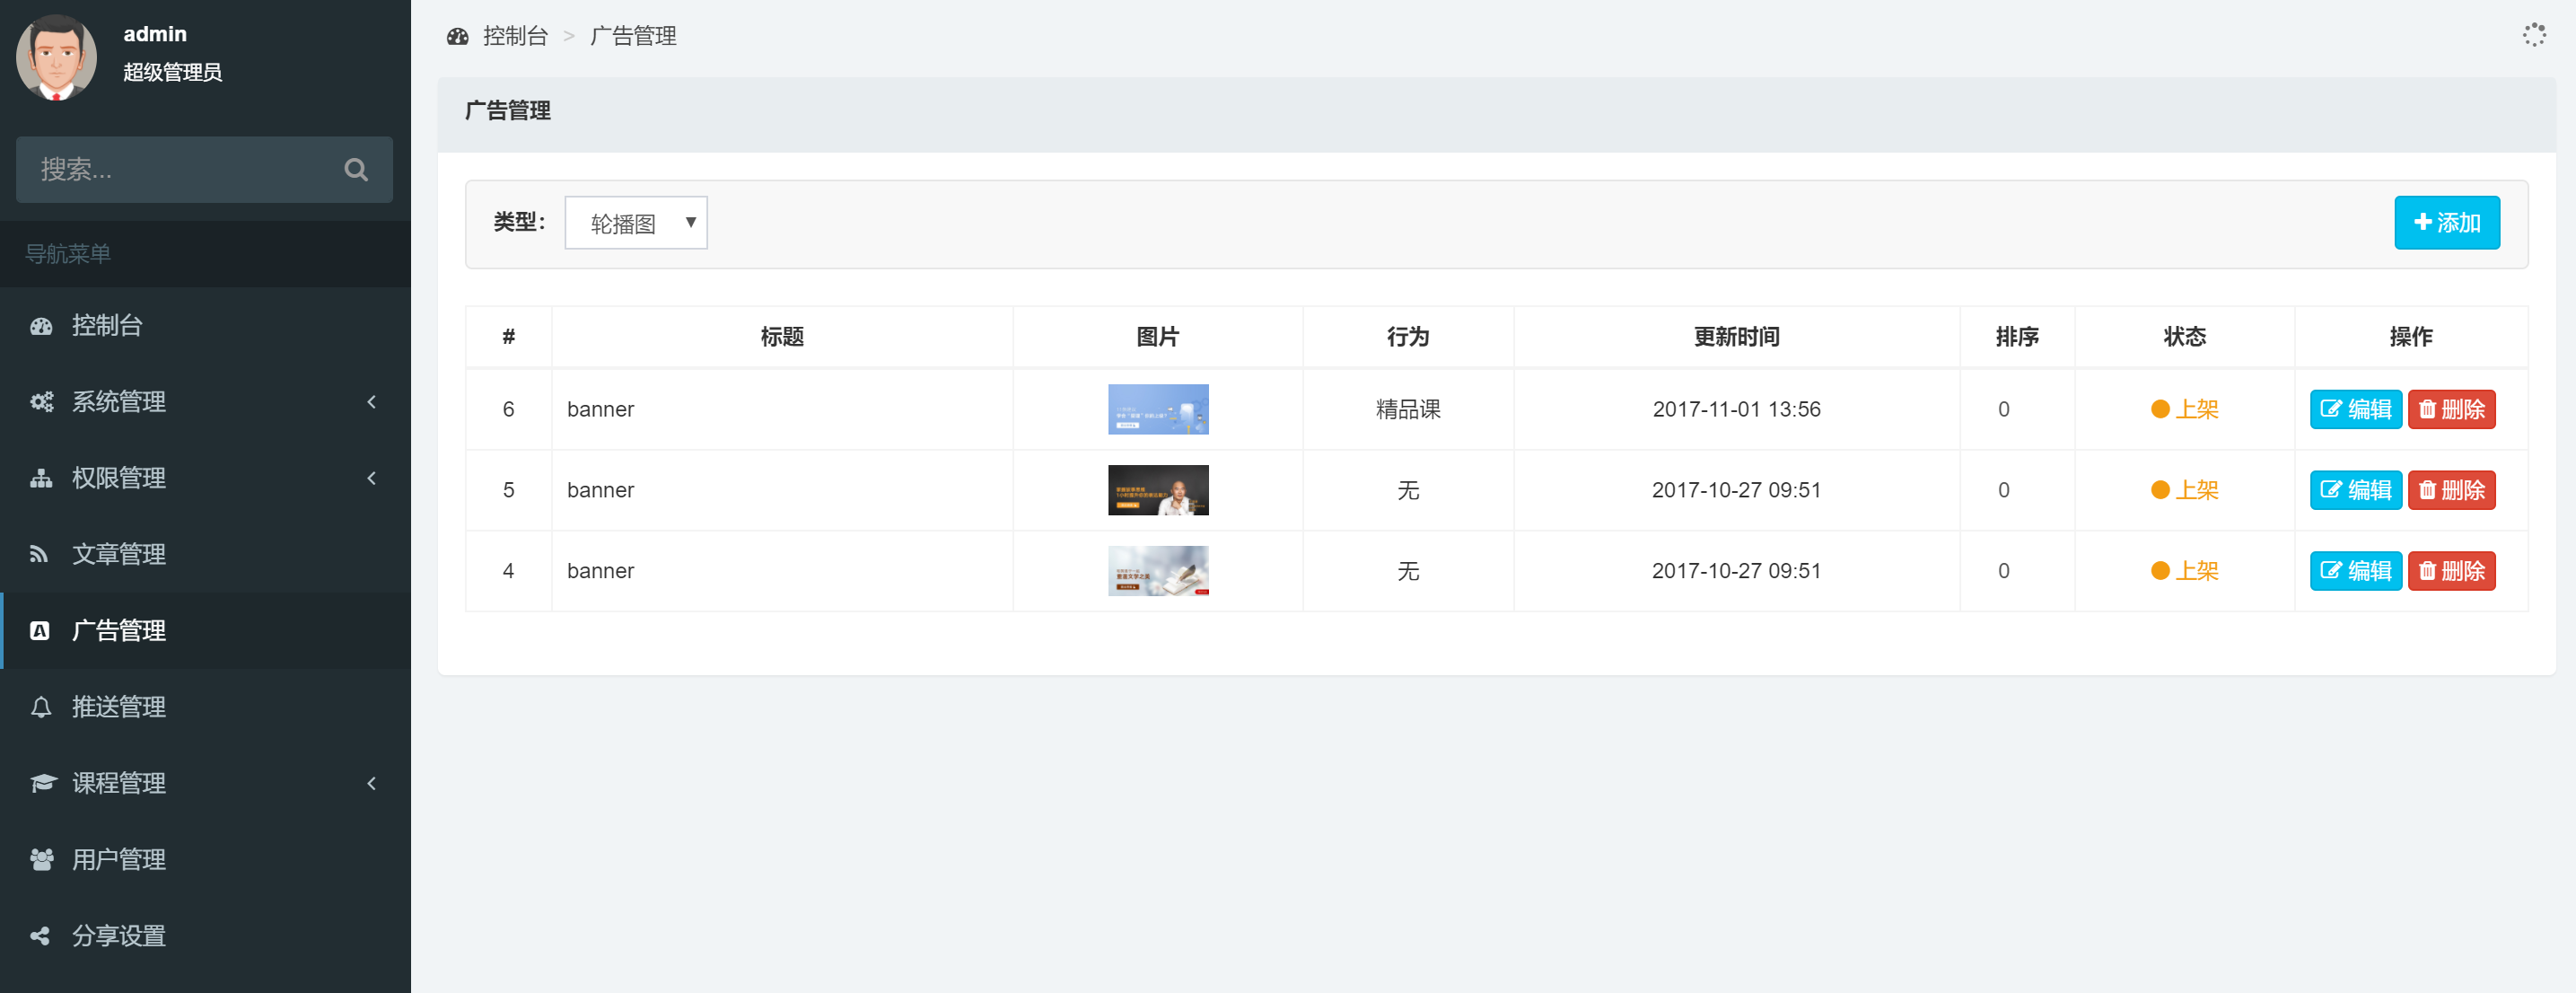 admin
超级管理员
搜索...
导航菜单
控制台
系统管理
权限管理
文章管理
广告管理
推送管理
课程管理
用户管理
分享设置
控制台 > 广告管理
广告管理
类型： 轮播图 添加
# 标题 图片 行为 更新时间 排序 状态 操作
6 banner 精品课 2017-11-01 13:56 0 上架 编辑 删除
5 banner 无 2017-10-27 09:51 0 上架 编辑 删除
4 banner 无 2017-10-27 09:51 0 上架 编辑 删除